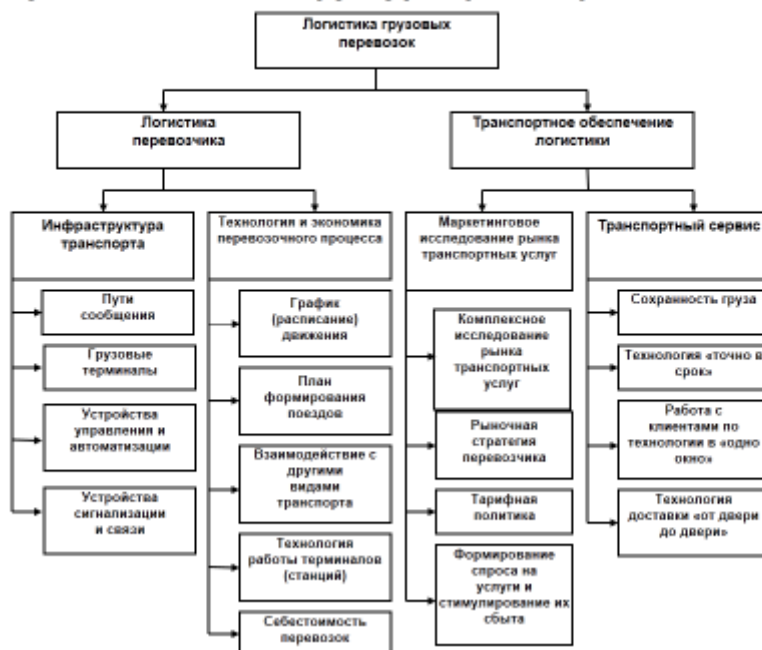 Логистика грузовых
перевозок
Логистика
перевозчика
Транспортное обеспечение
логистики
Инфраструктура
транспорта
Технология и экономика
перевозочного процесса
Маркетинговое
исследование рынка
транспортных услуг
Транспортный сервис
Пути
сообщения
Грузовые
терминалы
Устройства
управления и
автоматизации
Устройства
сигнализации
и связи
График
(расписание)
движения
План
формирования
поездов
Взаимодействие с
другими
видами
транспорта
Технология
работы терминалов
(станций)
Себестоимость
перевозок
Комплексное
исследование
рынка
транспортных
услуг
Рыночная
стратегия
перевозчика
Тарифная
политика
Формирование
спроса на
услуги и
стимулирование их
сбыта
Сохранность груза
Технология «точно в
срок»
Работа с
клиентами по
технологии в «одно
окно»
Технология
доставки «от двери
до двери»